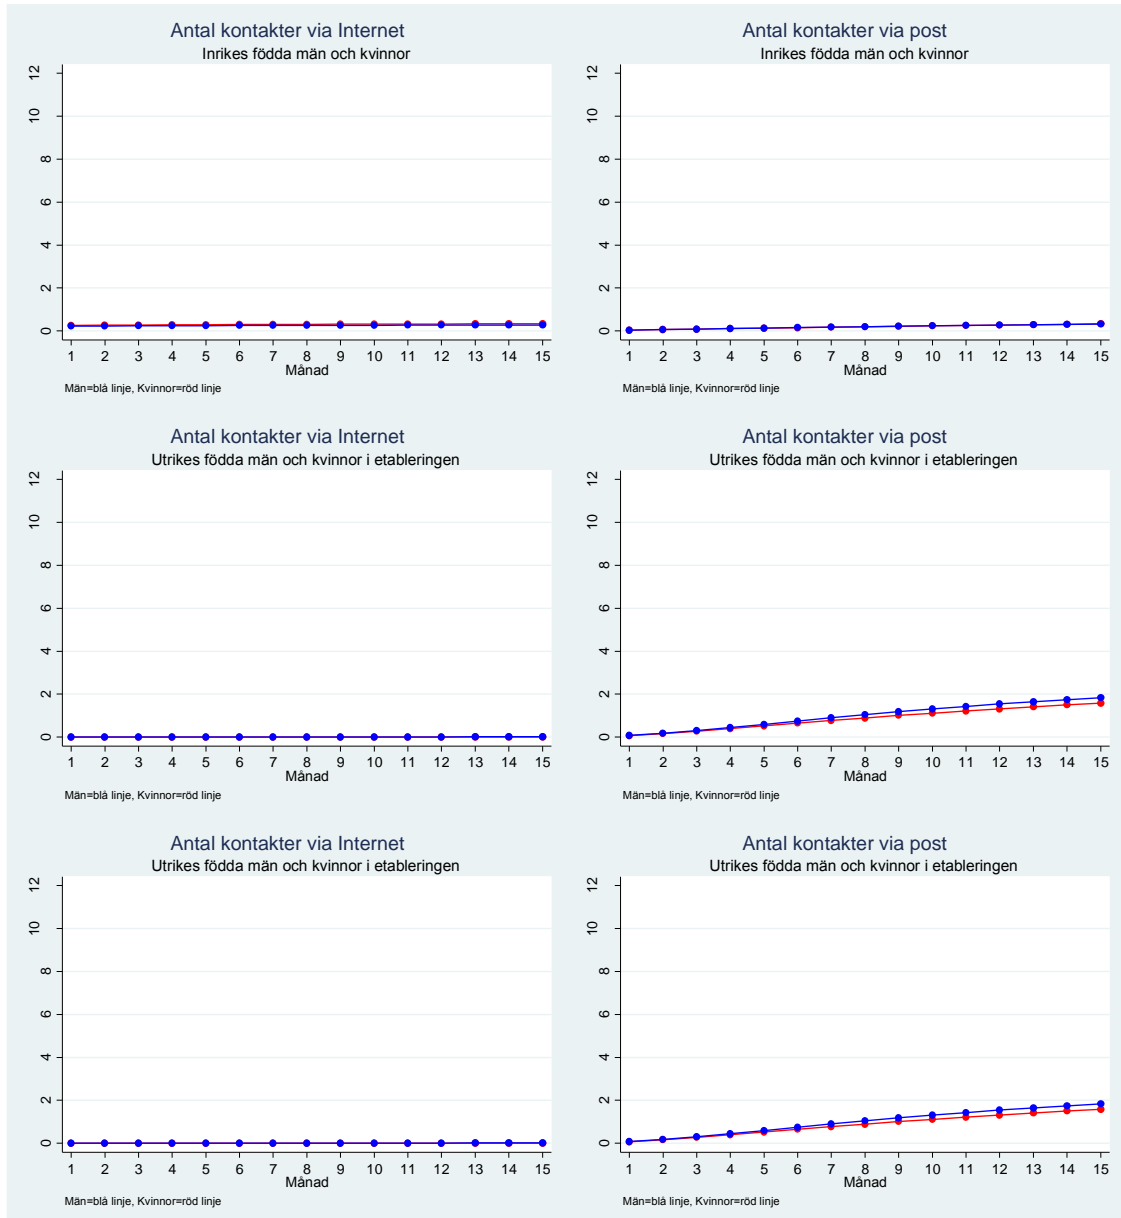 Antal kontakter via Internet
Inrikes födda män och kvinnor
12
10
8
6
4
2
0
1 2 3 4 5 6 7 8 9 10 11 12 13 14 15
Månad
Män=blå linje, Kvinnor=röd linje
Antal kontakter via post
Inrikes födda män och kvinnor
12
10
8
6
4
2
0
1 2 3 4 5 6 7 8 9 10 11 12 13 14 15
Månad
Män=blå linje, Kvinnor=röd linje
Antal kontakter via Internet
Utrikes födda män och kvinnor i etableringen
12
10
8
6
4
2
0
1 2 3 4 5 6 7 8 9 10 11 12 13 14 15
Månad
Män=blå linje, Kvinnor=röd linje
Antal kontakter via post
Utrikes födda män och kvinnor i etableringen
12
10
8
6
4
2
0
1 2 3 4 5 6 7 8 9 10 11 12 13 14 15
Månad
Män=blå linje, Kvinnor=röd linje
Antal kontakter via Internet
Utrikes födda män och kvinnor i etableringen
12
10
8
6
4
2
0
1 2 3 4 5 6 7 8 9 10 11 12 13 14 15
Månad
Män=blå linje, Kvinnor=röd linje
Antal kontakter via post
Utrikes födda män och kvinnor i etableringen
12
10
8
6
4
2
0
1 2 3 4 5 6 7 8 9 10 11 12 13 14 15
Månad
Män=blå linje, Kvinnor=röd linje